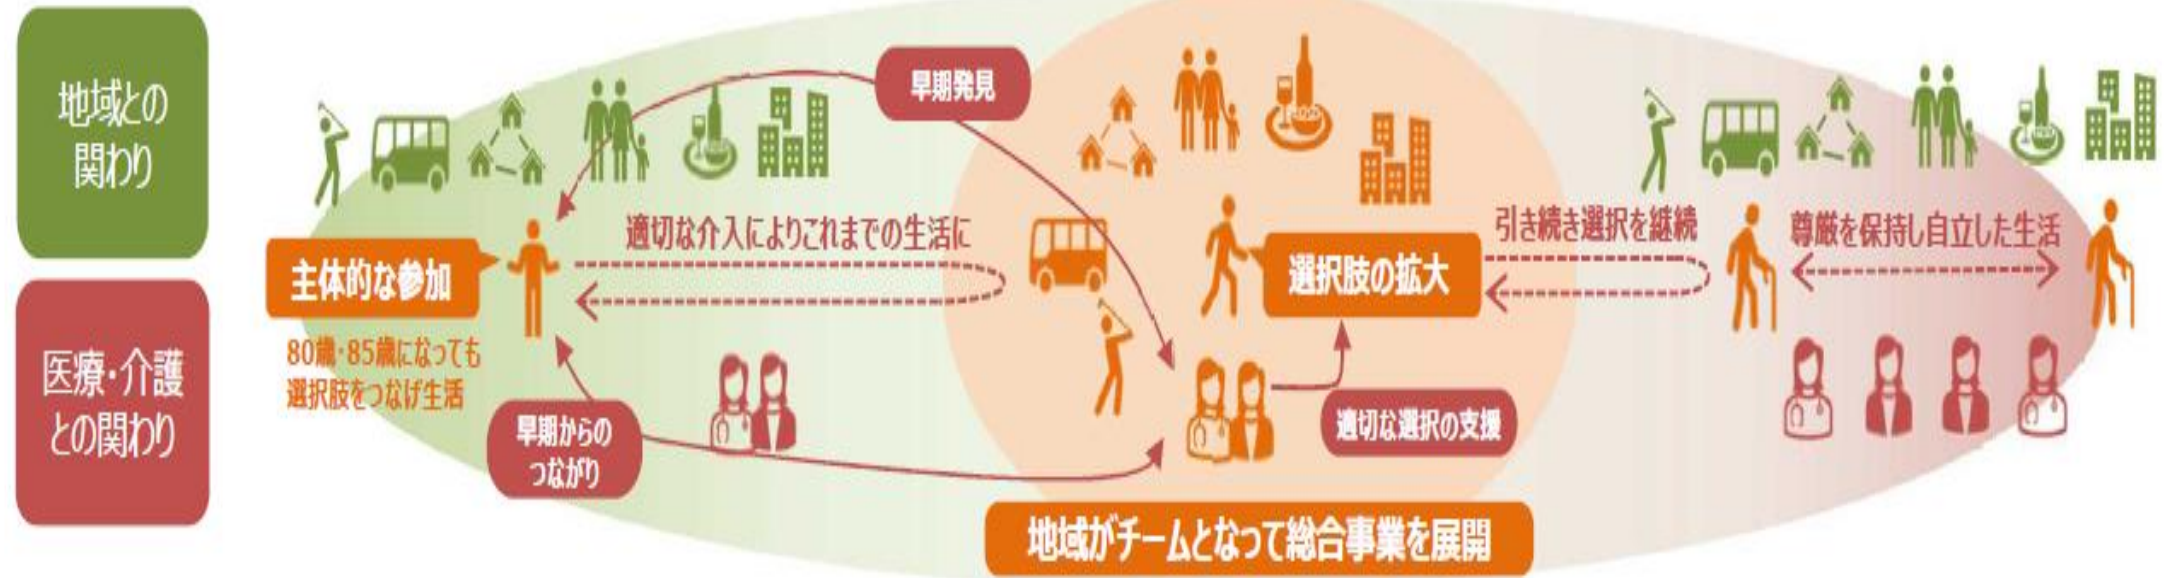 地域との
関わり
医療・介護
との関わり
早期発見
適切な介入によりこれまでの生活に
主体的な参加
80歳・85歳になっても
選択肢をつなげ生活
早期からの
つながり
選択肢の拡大
引き続き選択を継続
尊厳を保持し自立した生活
適切な選択の支援
地域がチームとなって総合事業を展開